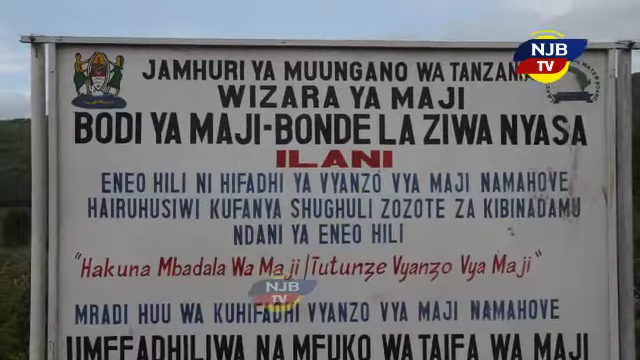 NJB
TV
JAMHURI YA MUUNGANO WA TANZAN
WIZARA YA MAJI
BODI YA MAJI-BONDE LA ZIWA NYASA
ILANI
ENEO HILI NI HIFADHI YA VYANZO VYA MAJI NAMAHOVE
HAIRUHUSIWI KUFANYA SHUGHULI ZOZOTE ZA KIBINADAMU
NDANI YA ENEO HILI
"Hakuna Mbadala Wa Maji/Tutunze Vyanzo Vya Maji"
NJB
TV
MRADI HUU WA KUHIFADHI VYANZO VYA MAJI NAMAHOVE
UMEFADHILIWA NA MFUKO WA TAIFA WA MAJI